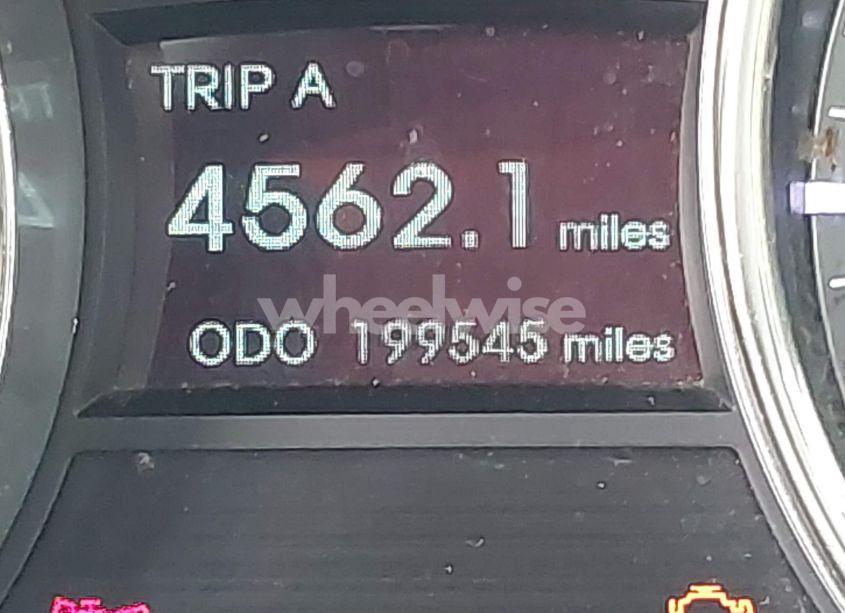 TRIP A
4562.1 miles
wheelwise
ODO 199545 miles